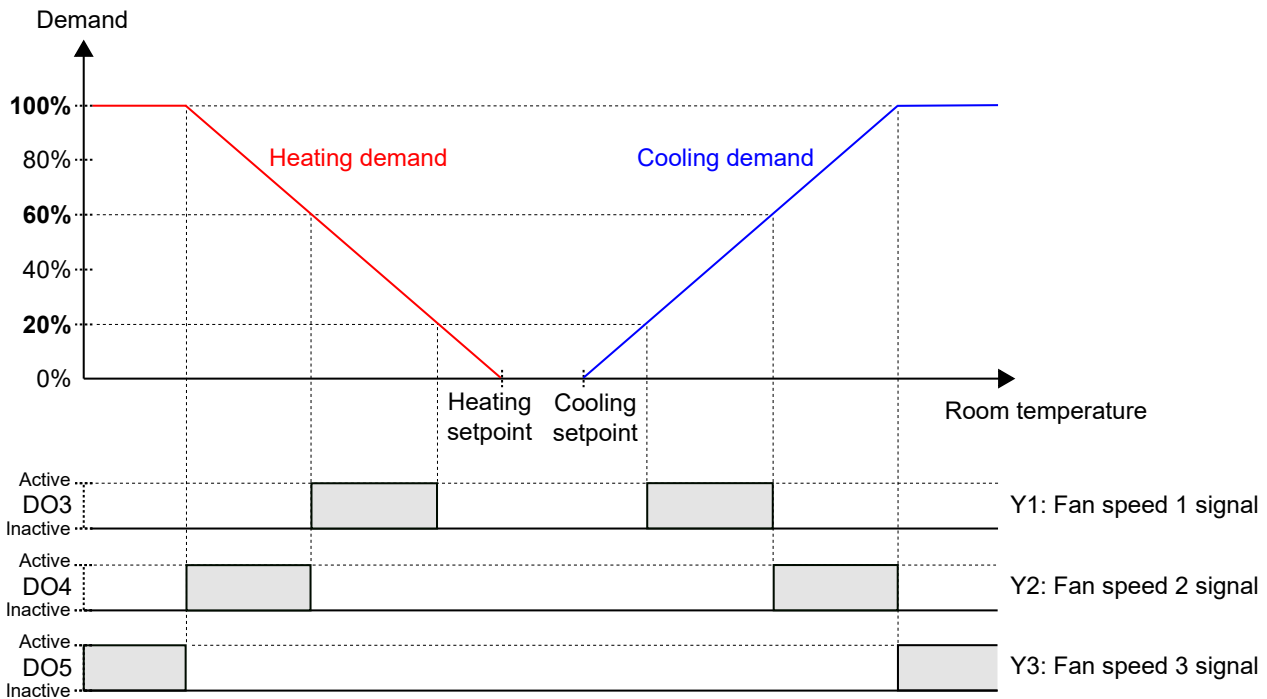 Demand
100%
80%
60%
40%
20%
0%
Heating demand
Cooling demand
Heating
setpoint
Cooling
setpoint
Room temperature
Active
DO3
Inactive
Y1: Fan speed 1 signal
Active
DO4
Inactive
Y2: Fan speed 2 signal
Active
DO5
Inactive
Y3: Fan speed 3 signal